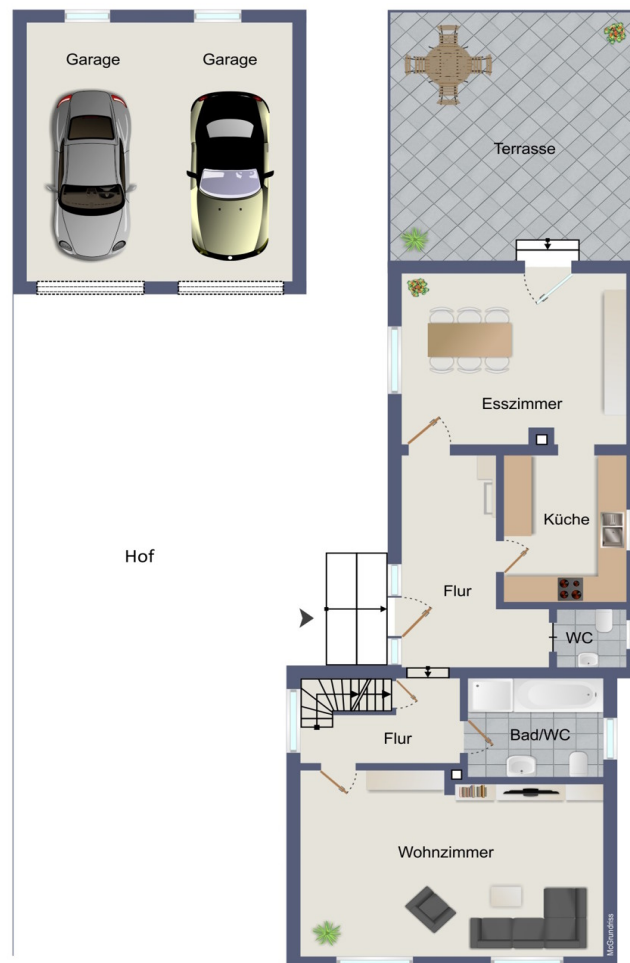 Garage
Garage
Terrasse
Esszimmer
Küche
Hof
Flur
WC
Flur
Bad/WC
Wohnzimmer
McGrundriss